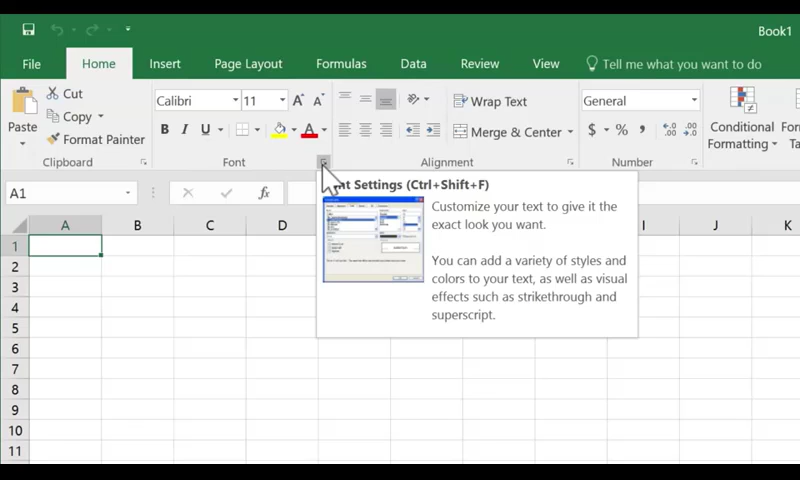 Book1
File Home Insert Page Layout Formulas Data Review View Tell me what you want to do
Cut
Copy
Format Painter
Paste
Calibri 11 A A
B I U A
Wrap Text
Merge & Center
General
$ % ,
Conditional
Formatting
Clipboard Font Alignment Number
A1 fx
Settings (Ctrl+Shift+F)
Customize your text to give it the
exact look you want.
You can add a variety of styles and
colors to your text, as well as visual
effects such as strikethrough and
superscript.
A B C D I J K
1
2
3
4
5
6
7
8
9
10
11